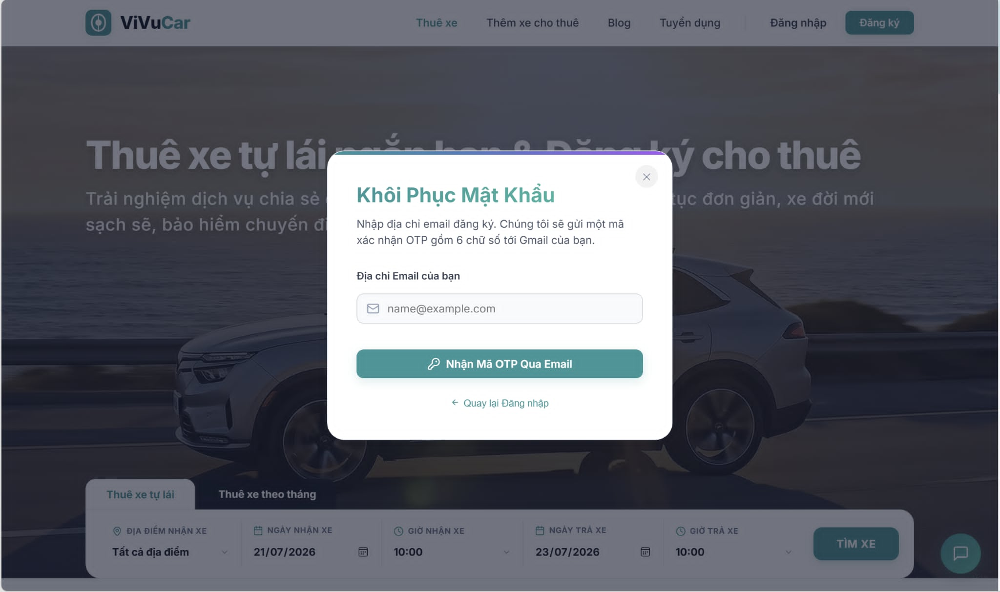 ViVuCar
Thuê xe
Thêm xe cho thuê
Blog
Tuyển dụng
Đăng nhập
Đăng ký
Thuê xe tự lái ngắn hạn & Đăng ký cho thuê
Trải nghiệm dịch vụ chia sẻ
tục đơn giản, xe đời mới
sạch sẽ, bảo hiểm chuyến đi
Khôi Phục Mật Khẩu
Nhập địa chỉ email đăng ký. Chúng tôi sẽ gửi một mã
xác nhận OTP gồm 6 chữ số tới Gmail của bạn.
Địa chỉ Email của bạn
name@example.com
Nhận Mã OTP Qua Email
← Quay lại Đăng nhập
Thuê xe tự lái
Thuê xe theo tháng
ĐỊA ĐIỂM NHẬN XE
Tất cả địa điểm
NGÀY NHẬN XE
21/07/2026
GIỜ NHẬN XE
10:00
NGÀY TRẢ XE
23/07/2026
GIỜ TRẢ XE
10:00
TÌM XE